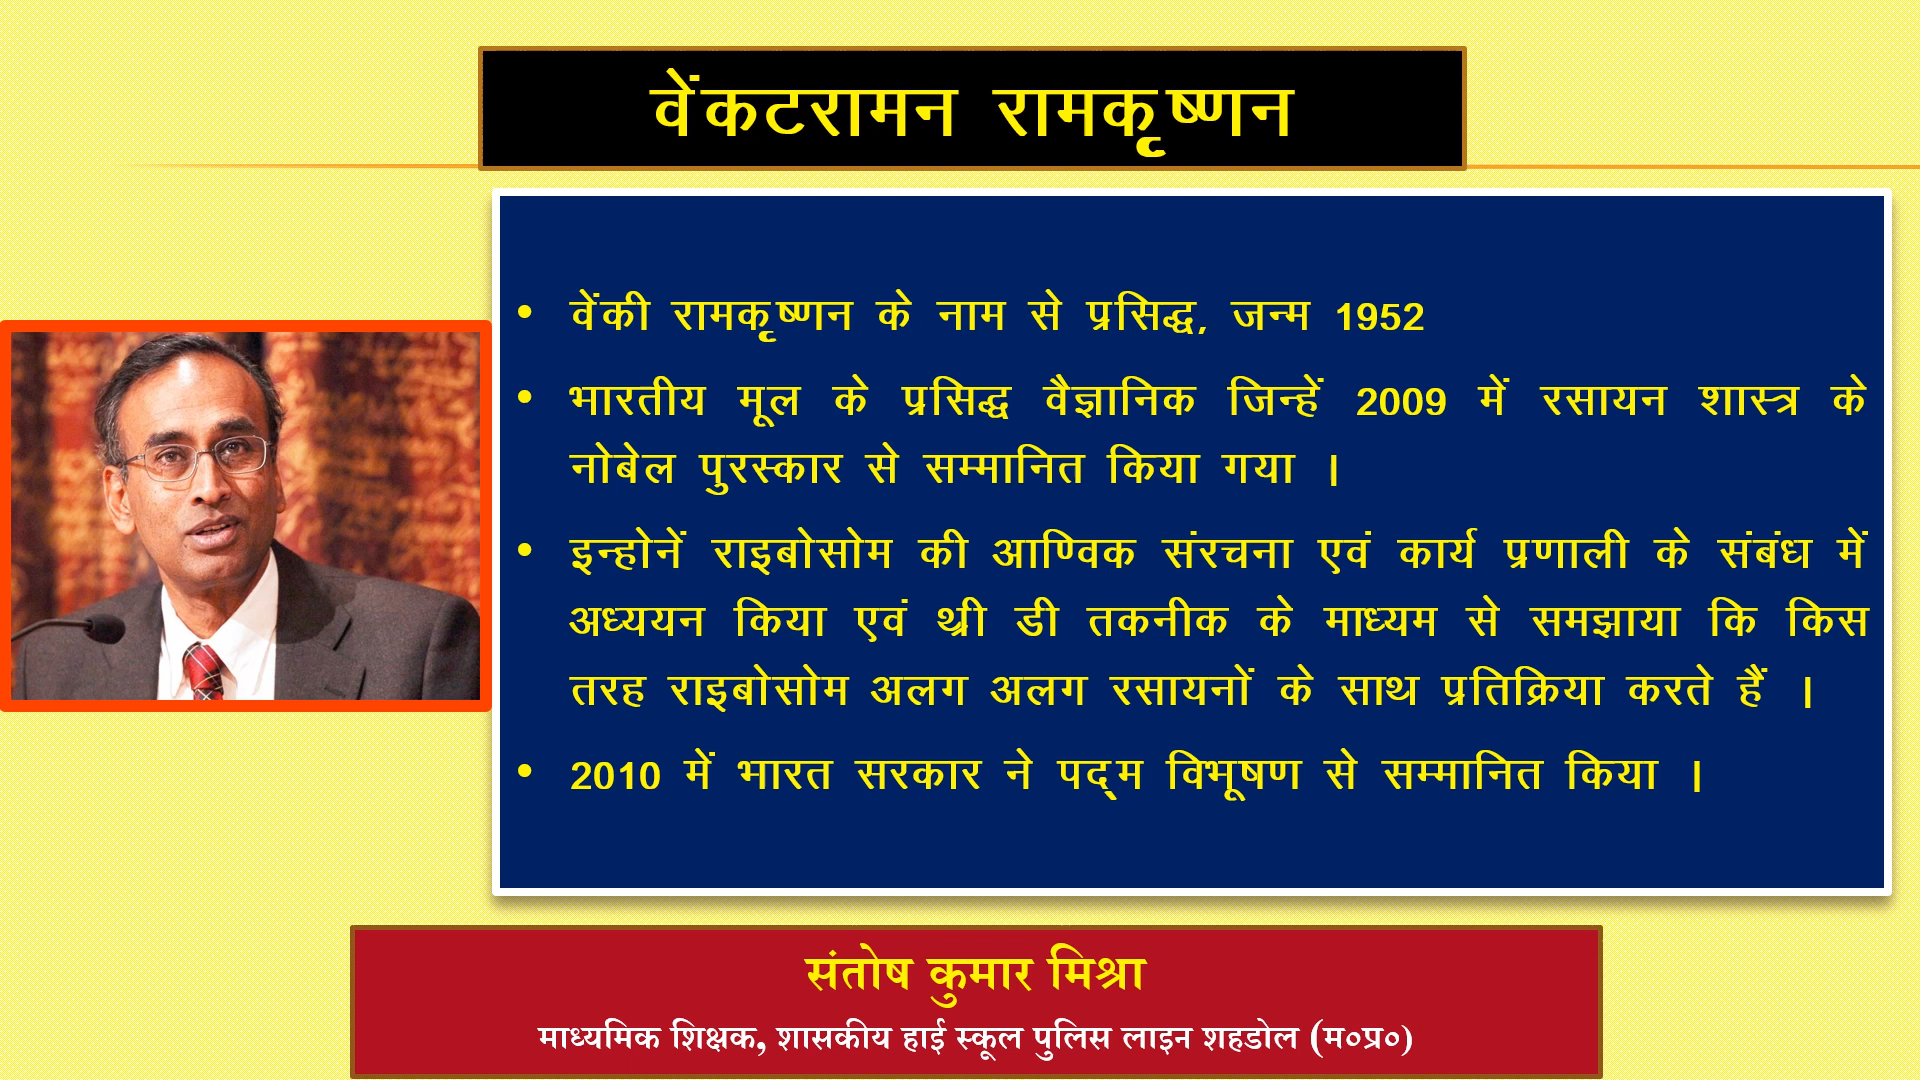 वेंकटरामन रामकृष्णन
• वेंकी रामकृष्णन के नाम से प्रसिद्ध, जन्म 1952
• भारतीय मूल के प्रसिद्ध वैज्ञानिक जिन्हें 2009 में रसायन शास्त्र के
नोबेल पुरस्कार से सम्मानित किया गया ।
• इन्होनें राइबोसोम की आण्विक संरचना एवं कार्य प्रणाली के संबंध में
अध्ययन किया एवं थ्री डी तकनीक के माध्यम से समझाया कि किस
तरह राइबोसोम अलग अलग रसायनों के साथ प्रतिक्रिया करते हैं ।
• 2010 में भारत सरकार ने पद्म विभूषण से सम्मानित किया ।
संतोष कुमार मिश्रा
माध्यमिक शिक्षक, शासकीय हाई स्कूल पुलिस लाइन शहडोल (म०प्र०)